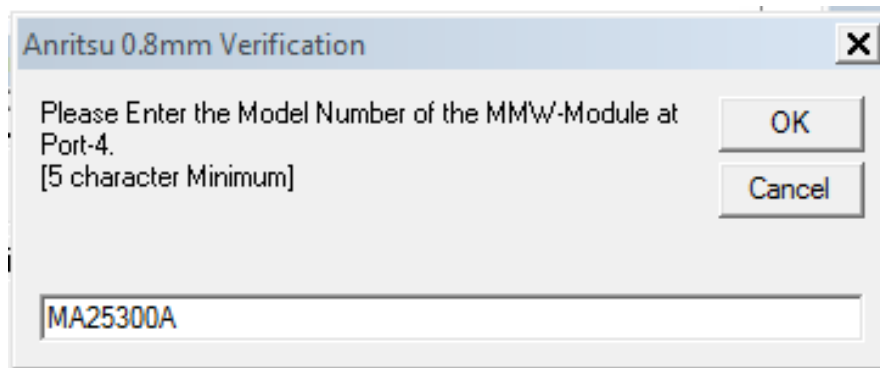 Anritsu 0.8mm Verification
Please Enter the Model Number of the MMW-Module at
Port-4.
[5 character Minimum]
OK
Cancel
MA25300A